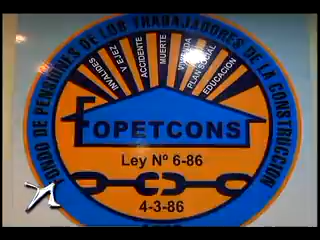 FONDO DE PENSIONES DE LOS TRABAJADORES DE LA CONSTRUCCION
INVALIDES
VEJEZ
ACCIDENTE
MUERTE
VIVIENDA
PLAN SOCIAL
EDUCACION
FOPETCONS
Ley Nº 6-86
4-3-86